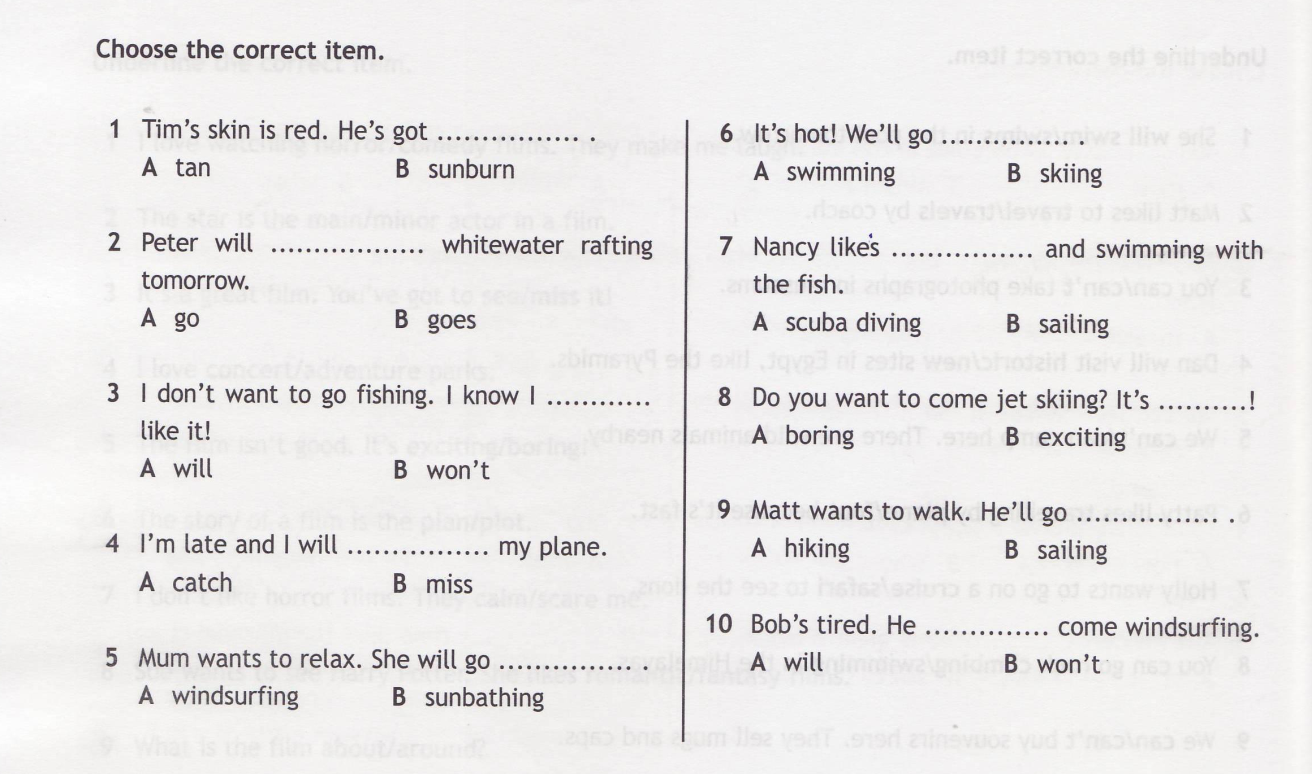 Choose the correct item.
1 Tim's skin is red. He's got ..................
A tan B sunburn
2 Peter will .................. whitewater rafting
tomorrow.
A go B goes
3 I don't want to go fishing. I know I ............
like it!
A will B won't
4 I'm late and I will ................ my plane.
A catch B miss
5 Mum wants to relax. She will go ................
A windsurfing B sunbathing
6 It's hot! We'll go ................
A swimming B skiing
7 Nancy likes ................ and swimming with
the fish.
A scuba diving B sailing
8 Do you want to come jet skiing? It's ..........!
A boring B exciting
9 Matt wants to walk. He'll go .................. .
A hiking B sailing
10 Bob's tired. He .............. come windsurfing.
A will B won't